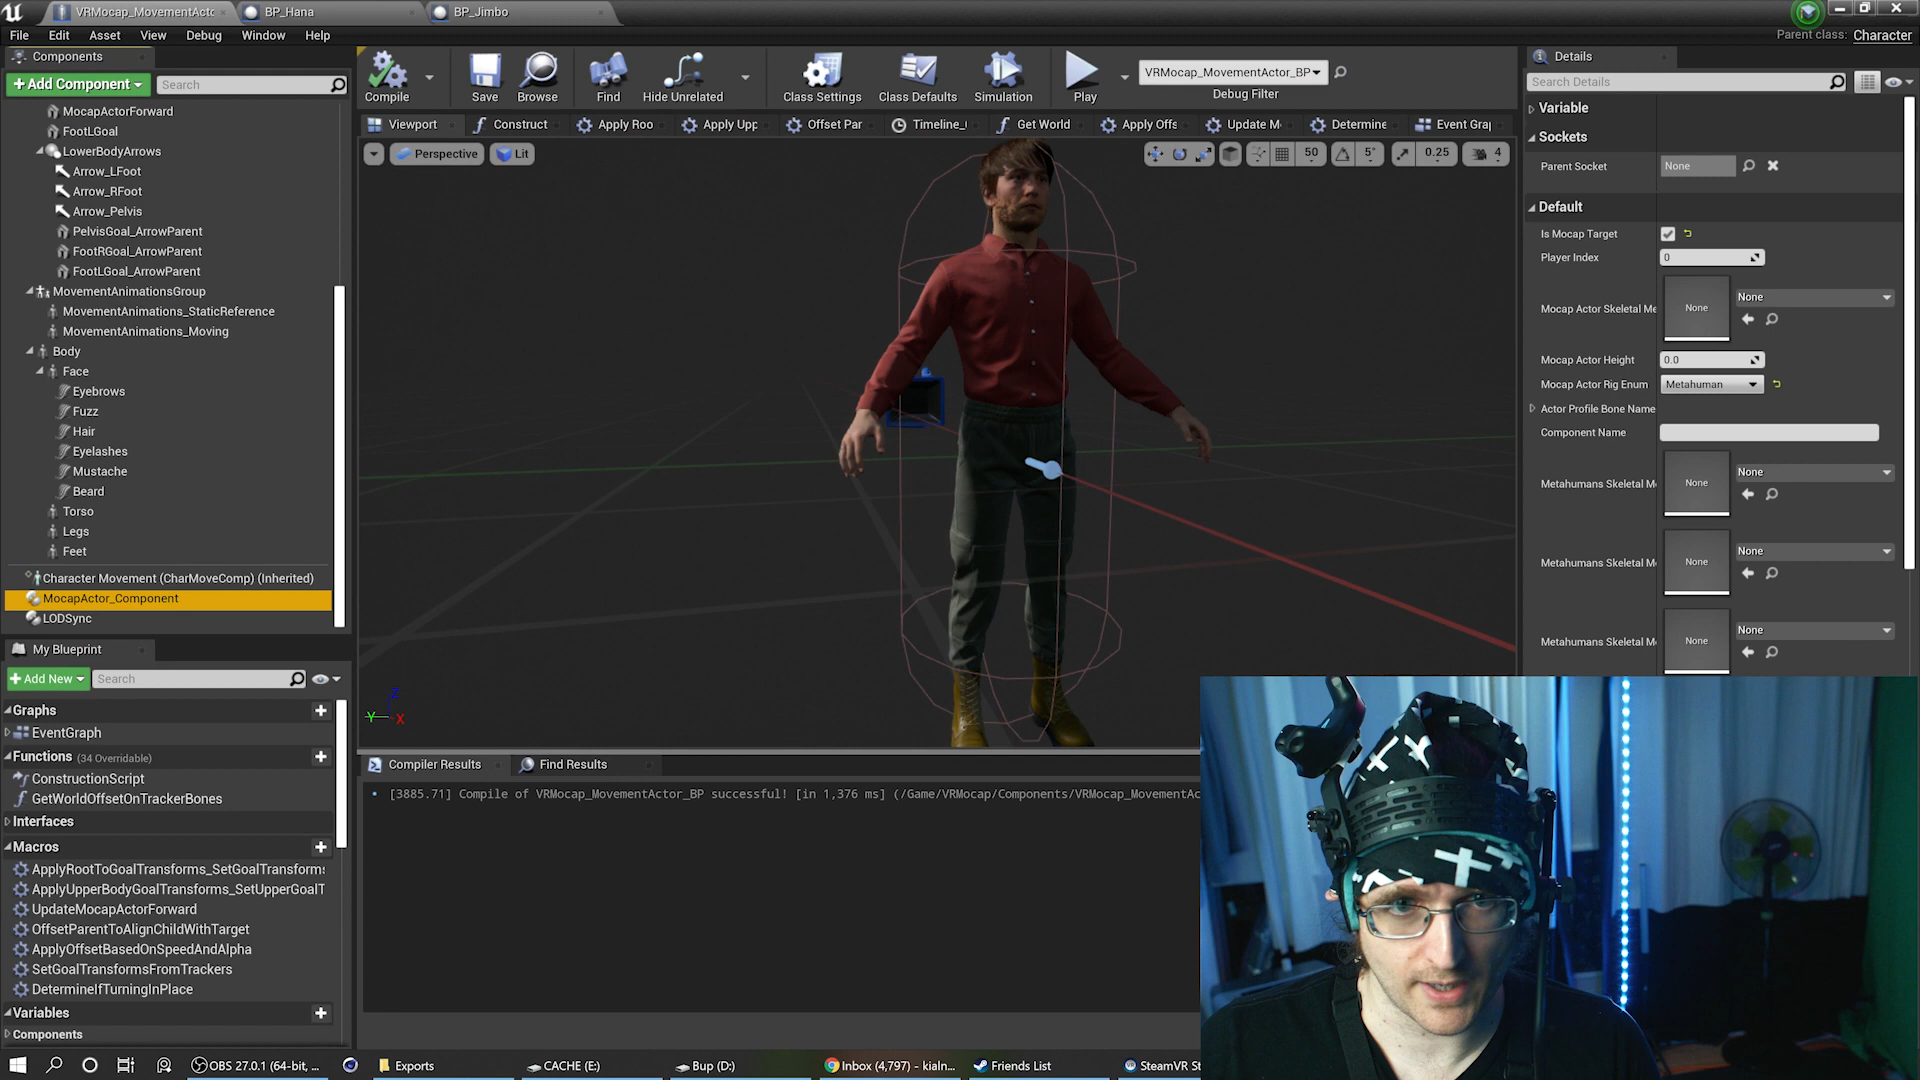 VRMocap_MovementActo
BP_Hana
BP_Jimbo
File Edit Asset View Debug Window Help
Parent class: Character
Components
+Add Component
Search
MocapActorForward
FootLGoal
LowerBodyArrows
Arrow_LFoot
Arrow_RFoot
Arrow_Pelvis
PelvisGoal_ArrowParent
FootRGoal_ArrowParent
FootLGoal_ArrowParent
MovementAnimationsGroup
MovementAnimations_StaticReference
MovementAnimations_Moving
Body
Face
Eyebrows
Fuzz
Hair
Eyelashes
Mustache
Beard
Torso
Legs
Feet
Character Movement (CharMoveComp) (Inherited)
MocapActor_Component
LODSync
My Blueprint
+Add New
Search
Graphs
EventGraph
Functions (34 Overridable)
ConstructionScript
GetWorldOffsetOnTrackerBones
Interfaces
Macros
ApplyRootToGoalTransforms_SetGoalTransforms
ApplyUpperBodyGoalTransforms_SetUpperGoalT
UpdateMocapActorForward
OffsetParentToAlignChildWithTarget
ApplyOffsetBasedOnSpeedAndAlpha
SetGoalTransformsFromTrackers
DetermineIfTurningInPlace
Variables
Components
Compile
Save
Browse
Find
Hide Unrelated
Class Settings
Class Defaults
Simulation
Play
VRMocap_MovementActor_BP
Debug Filter
Viewport
Construct
Apply Roo
Apply Upp
Offset Par
Timeline_
Get World
Apply Offs
Update M
Determine
Event Gra
Perspective
Lit
50
5°
0.25
4
Z
Y
X
Compiler Results
Find Results
[3885.71] Compile of VRMocap_MovementActor_BP successful! [in 1,376 ms] (/Game/VRMocap/Components/VRMocap_MovementAc
Details
Search Details
Variable
Sockets
Parent Socket None
Default
Is Mocap Target
Player Index 0
Mocap Actor Skeletal Me None None
Mocap Actor Height 0.0
Mocap Actor Rig Enum Metahuman
Actor Profile Bone Name
Component Name
Metahumans Skeletal M None None
Metahumans Skeletal M None None
Metahumans Skeletal M None None
OBS 27.0.1 (64-bit, ...
Exports
CACHE (E:)
Bup (D:)
Inbox (4,797) - kialn...
Friends List
SteamVR St